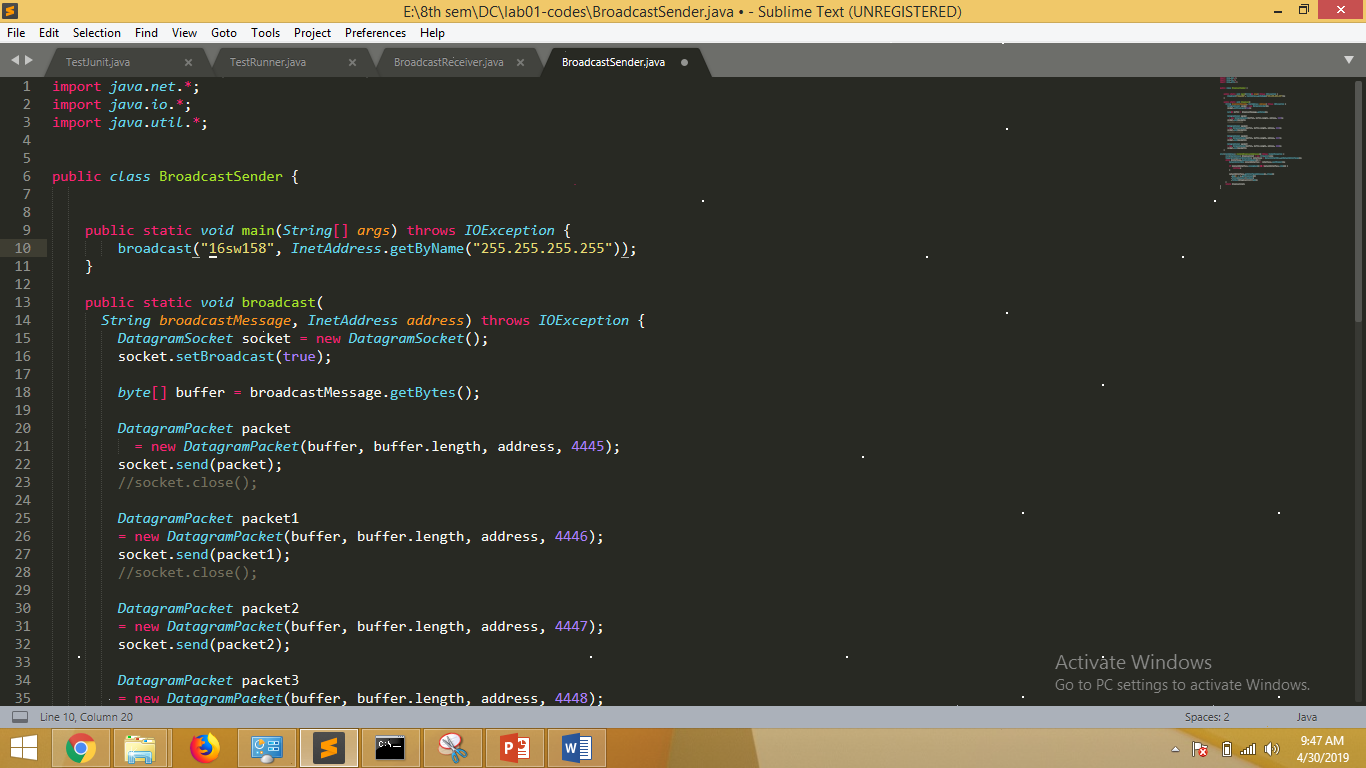 E:\8th sem\DC\lab01-codes\BroadcastSender.java • - Sublime Text (UNREGISTERED)
File Edit Selection Find View Goto Tools Project Preferences Help
TestJunit.java TestRunner.java BroadcastReceiver.java BroadcastSender.java
1 import java.net.*;
2 import java.io.*;
3 import java.util.*;
4
5
6 public class BroadcastSender {
7
8
9 public static void main(String[] args) throws IOException {
10 broadcast("16sw158", InetAddress.getByName("255.255.255.255"));
11 }
12
13 public static void broadcast(
14 String broadcastMessage, InetAddress address) throws IOException {
15 DatagramSocket socket = new DatagramSocket();
16 socket.setBroadcast(true);
17
18 byte[] buffer = broadcastMessage.getBytes();
19
20 DatagramPacket packet
21 = new DatagramPacket(buffer, buffer.length, address, 4445);
22 socket.send(packet);
23 //socket.close();
24
25 DatagramPacket packet1
26 = new DatagramPacket(buffer, buffer.length, address, 4446);
27 socket.send(packet1);
28 //socket.close();
29
30 DatagramPacket packet2
31 = new DatagramPacket(buffer, buffer.length, address, 4447);
32 socket.send(packet2);
33
34 DatagramPacket packet3
35 = new DatagramPacket(buffer, buffer.length, address, 4448);
Activate Windows
Go to PC settings to activate Windows.
Line 10, Column 20 Spaces: 2 Java
9:47 AM
4/30/2019